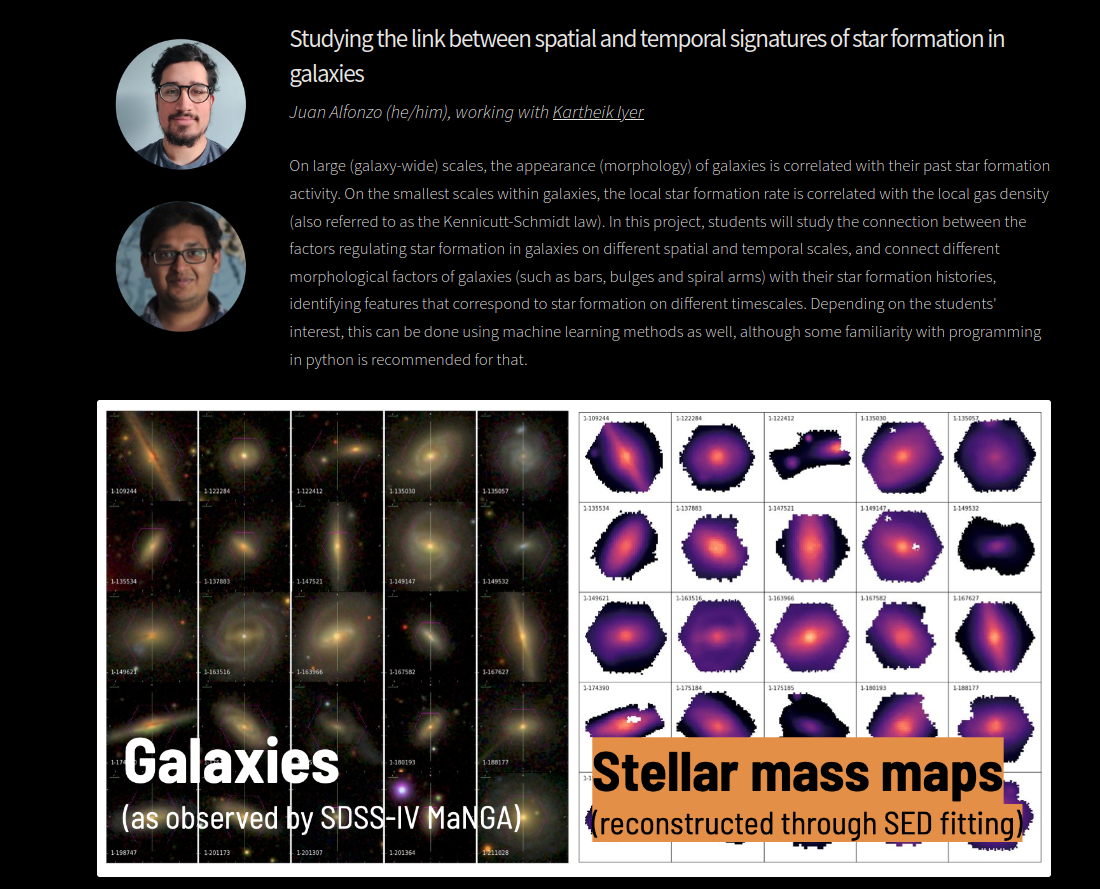 Studying the link between spatial and temporal signatures of star formation in
galaxies
Juan Alfonzo (he/him), working with Kartheik Iyer
On large (galaxy-wide) scales, the appearance (morphology) of galaxies is correlated with their past star formation
activity. On the smallest scales within galaxies, the local star formation rate is correlated with the local gas density
(also referred to as the Kennicutt-Schmidt law). In this project, students will study the connection between the
factors regulating star formation in galaxies on different spatial and temporal scales, and connect different
morphological factors of galaxies (such as bars, bulges and spiral arms) with their star formation histories,
identifying features that correspond to star formation on different timescales. Depending on the students'
interest, this can be done using machine learning methods as well, although some familiarity with programming
in python is recommended for that.
1-109244 1-122284 1-122412 1-135030 1-135057
1-135534 1-137883 1-147521 1-149147 1-149532
1-149621 1-163516 1-163966 1-167582 1-167627
1-180193 1-188177
Galaxies
(as observed by SDSS-IV MaNGA)
1-198747 1-201173 1-201307 1-201364 1-211028
1-109244 1-122284 1-122412 1-135030 1-135057
1-135534 1-137883 1-147521 1-149147 1-149532
1-149621 1-163516 1-163966 1-167582 1-167627
1-174390 1-175184 1-175185 1-180193 1-188177
Stellar mass maps
(reconstructed through SED fitting)